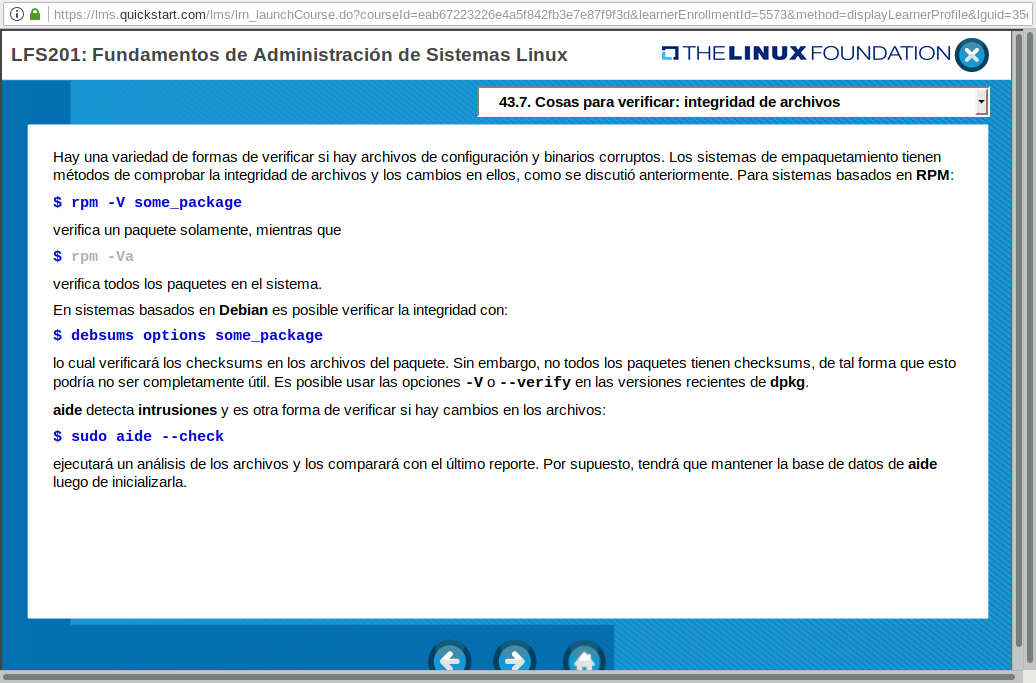 https://lms.quickstart.com/lms/lrn_launchCourse.do?courseId=eab67223226e4a5f842fb3e7e87f9f3d&learnerEnrollmentId=5573&method=displayLearnerProfile&lguid=35
LFS201: Fundamentos de Administración de Sistemas Linux
THE LINUX FOUNDATION
43.7. Cosas para verificar: integridad de archivos
Hay una variedad de formas de verificar si hay archivos de configuración y binarios corruptos. Los sistemas de empaquetamiento tienen
métodos de comprobar la integridad de archivos y los cambios en ellos, como se discutió anteriormente. Para sistemas basados en RPM:
$ rpm -V some_package
verifica un paquete solamente, mientras que
$ rpm -Va
verifica todos los paquetes en el sistema.
En sistemas basados en Debian es posible verificar la integridad con:
$ debsums options some_package
lo cual verificará los checksums en los archivos del paquete. Sin embargo, no todos los paquetes tienen checksums, de tal forma que esto
podría no ser completamente útil. Es posible usar las opciones -V o --verify en las versiones recientes de dpkg.
aide detecta intrusiones y es otra forma de verificar si hay cambios en los archivos:
$ sudo aide --check
ejecutará un análisis de los archivos y los comparará con el último reporte. Por supuesto, tendrá que mantener la base de datos de aide
luego de inicializarla.